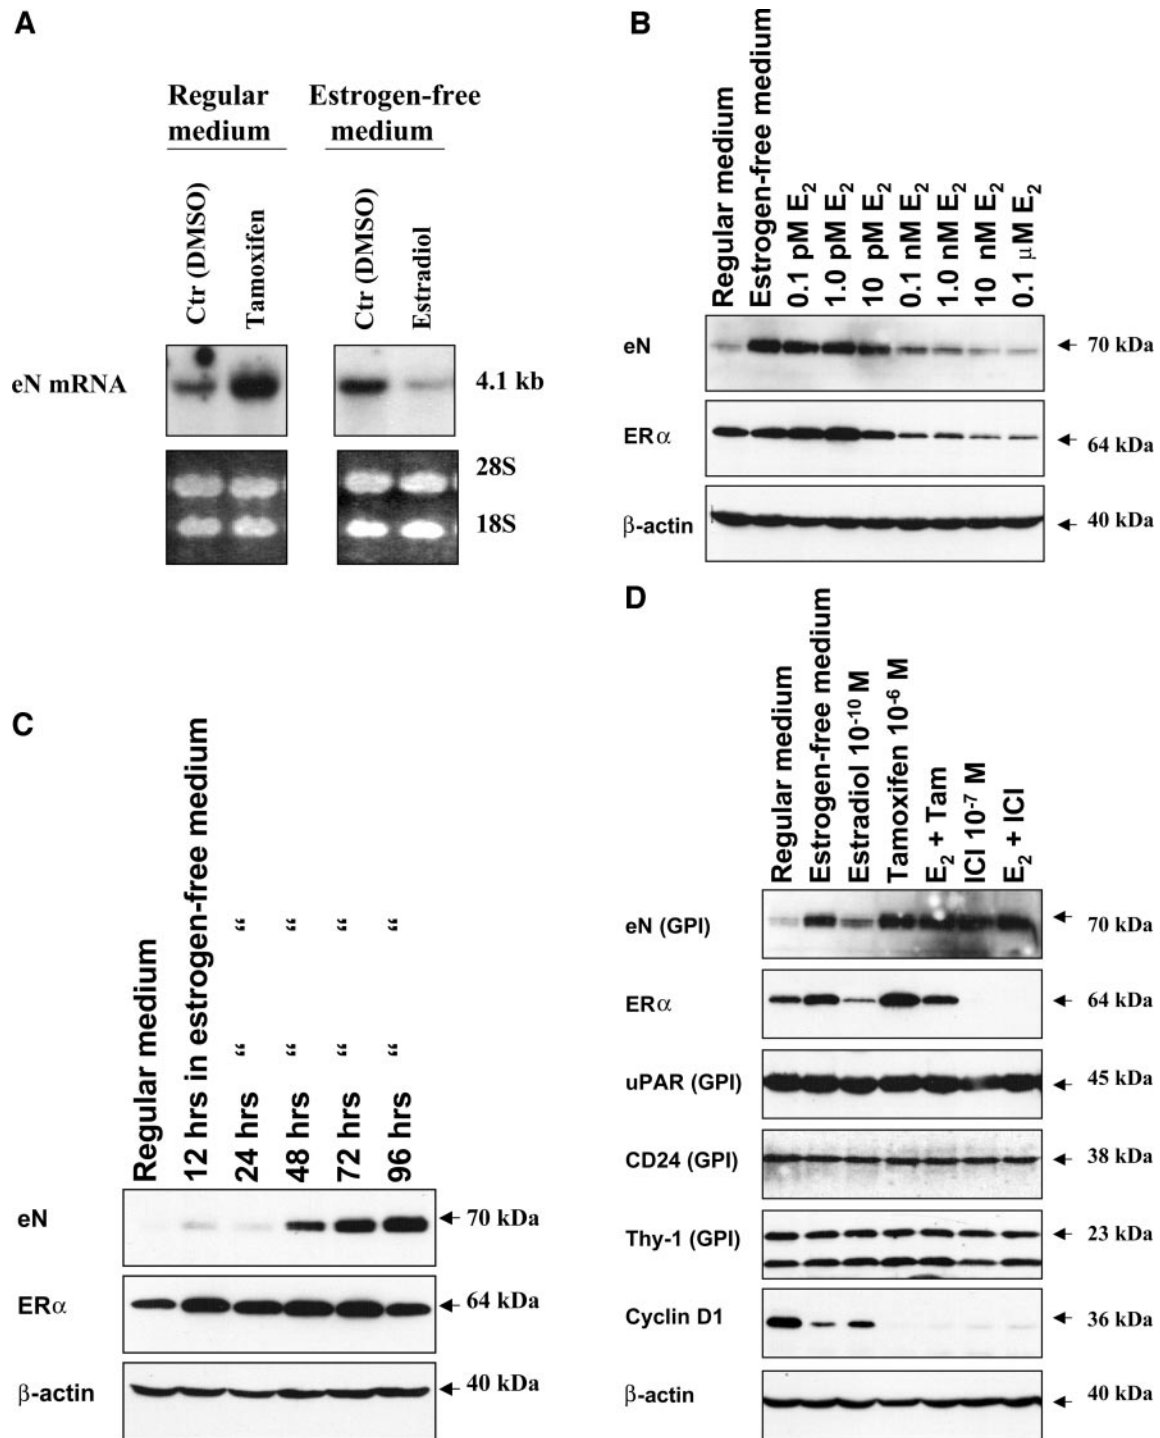 A
Regular medium
Estrogen-free medium
Ctr (DMSO)
Tamoxifen
Ctr (DMSO)
Estradiol
eN mRNA
4.1 kb
28S
18S
B
Regular medium
Estrogen-free medium
0.1 pM E2
1.0 pM E2
10 pM E2
0.1 nM E2
1.0 nM E2
10 nM E2
0.1 μM E2
eN
70 kDa
ERα
64 kDa
β-actin
40 kDa
C
Regular medium
12 hrs in estrogen-free medium
24 hrs “ “
48 hrs “ “
72 hrs “ “
96 hrs “ “
eN
70 kDa
ERα
64 kDa
β-actin
40 kDa
D
Regular medium
Estrogen-free medium
Estradiol 10-10 M
Tamoxifen 10-6 M
E2 + Tam
ICI 10-7 M
E2 + ICI
eN (GPI)
70 kDa
ERα
64 kDa
uPAR (GPI)
45 kDa
CD24 (GPI)
38 kDa
Thy-1 (GPI)
23 kDa
Cyclin D1
36 kDa
β-actin
40 kDa